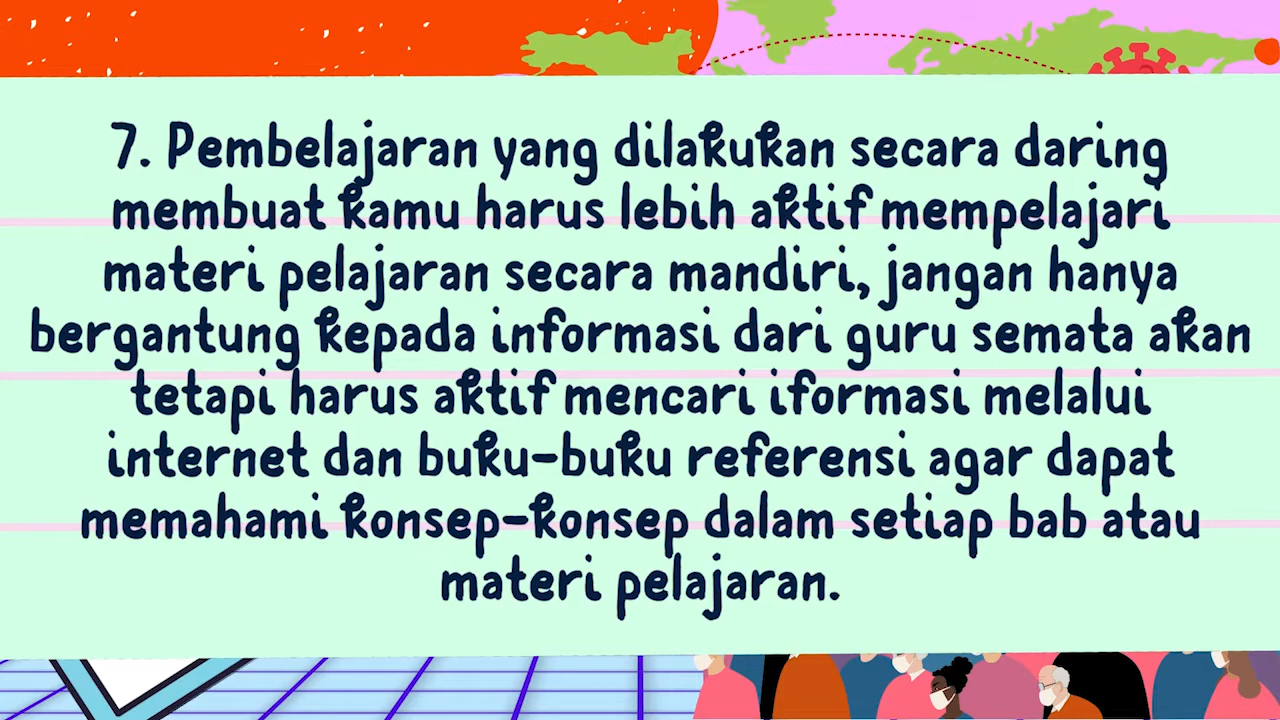 7. Pembelajaran yang dilakukan secara daring
membuat kamu harus lebih aktif mempelajari
materi pelajaran secara mandiri, jangan hanya
bergantung kepada informasi dari guru semata akan
tetapi harus aktif mencari iformasi melalui
internet dan buku-buku referensi agar dapat
memahami konsep-konsep dalam setiap bab atau
materi pelajaran.